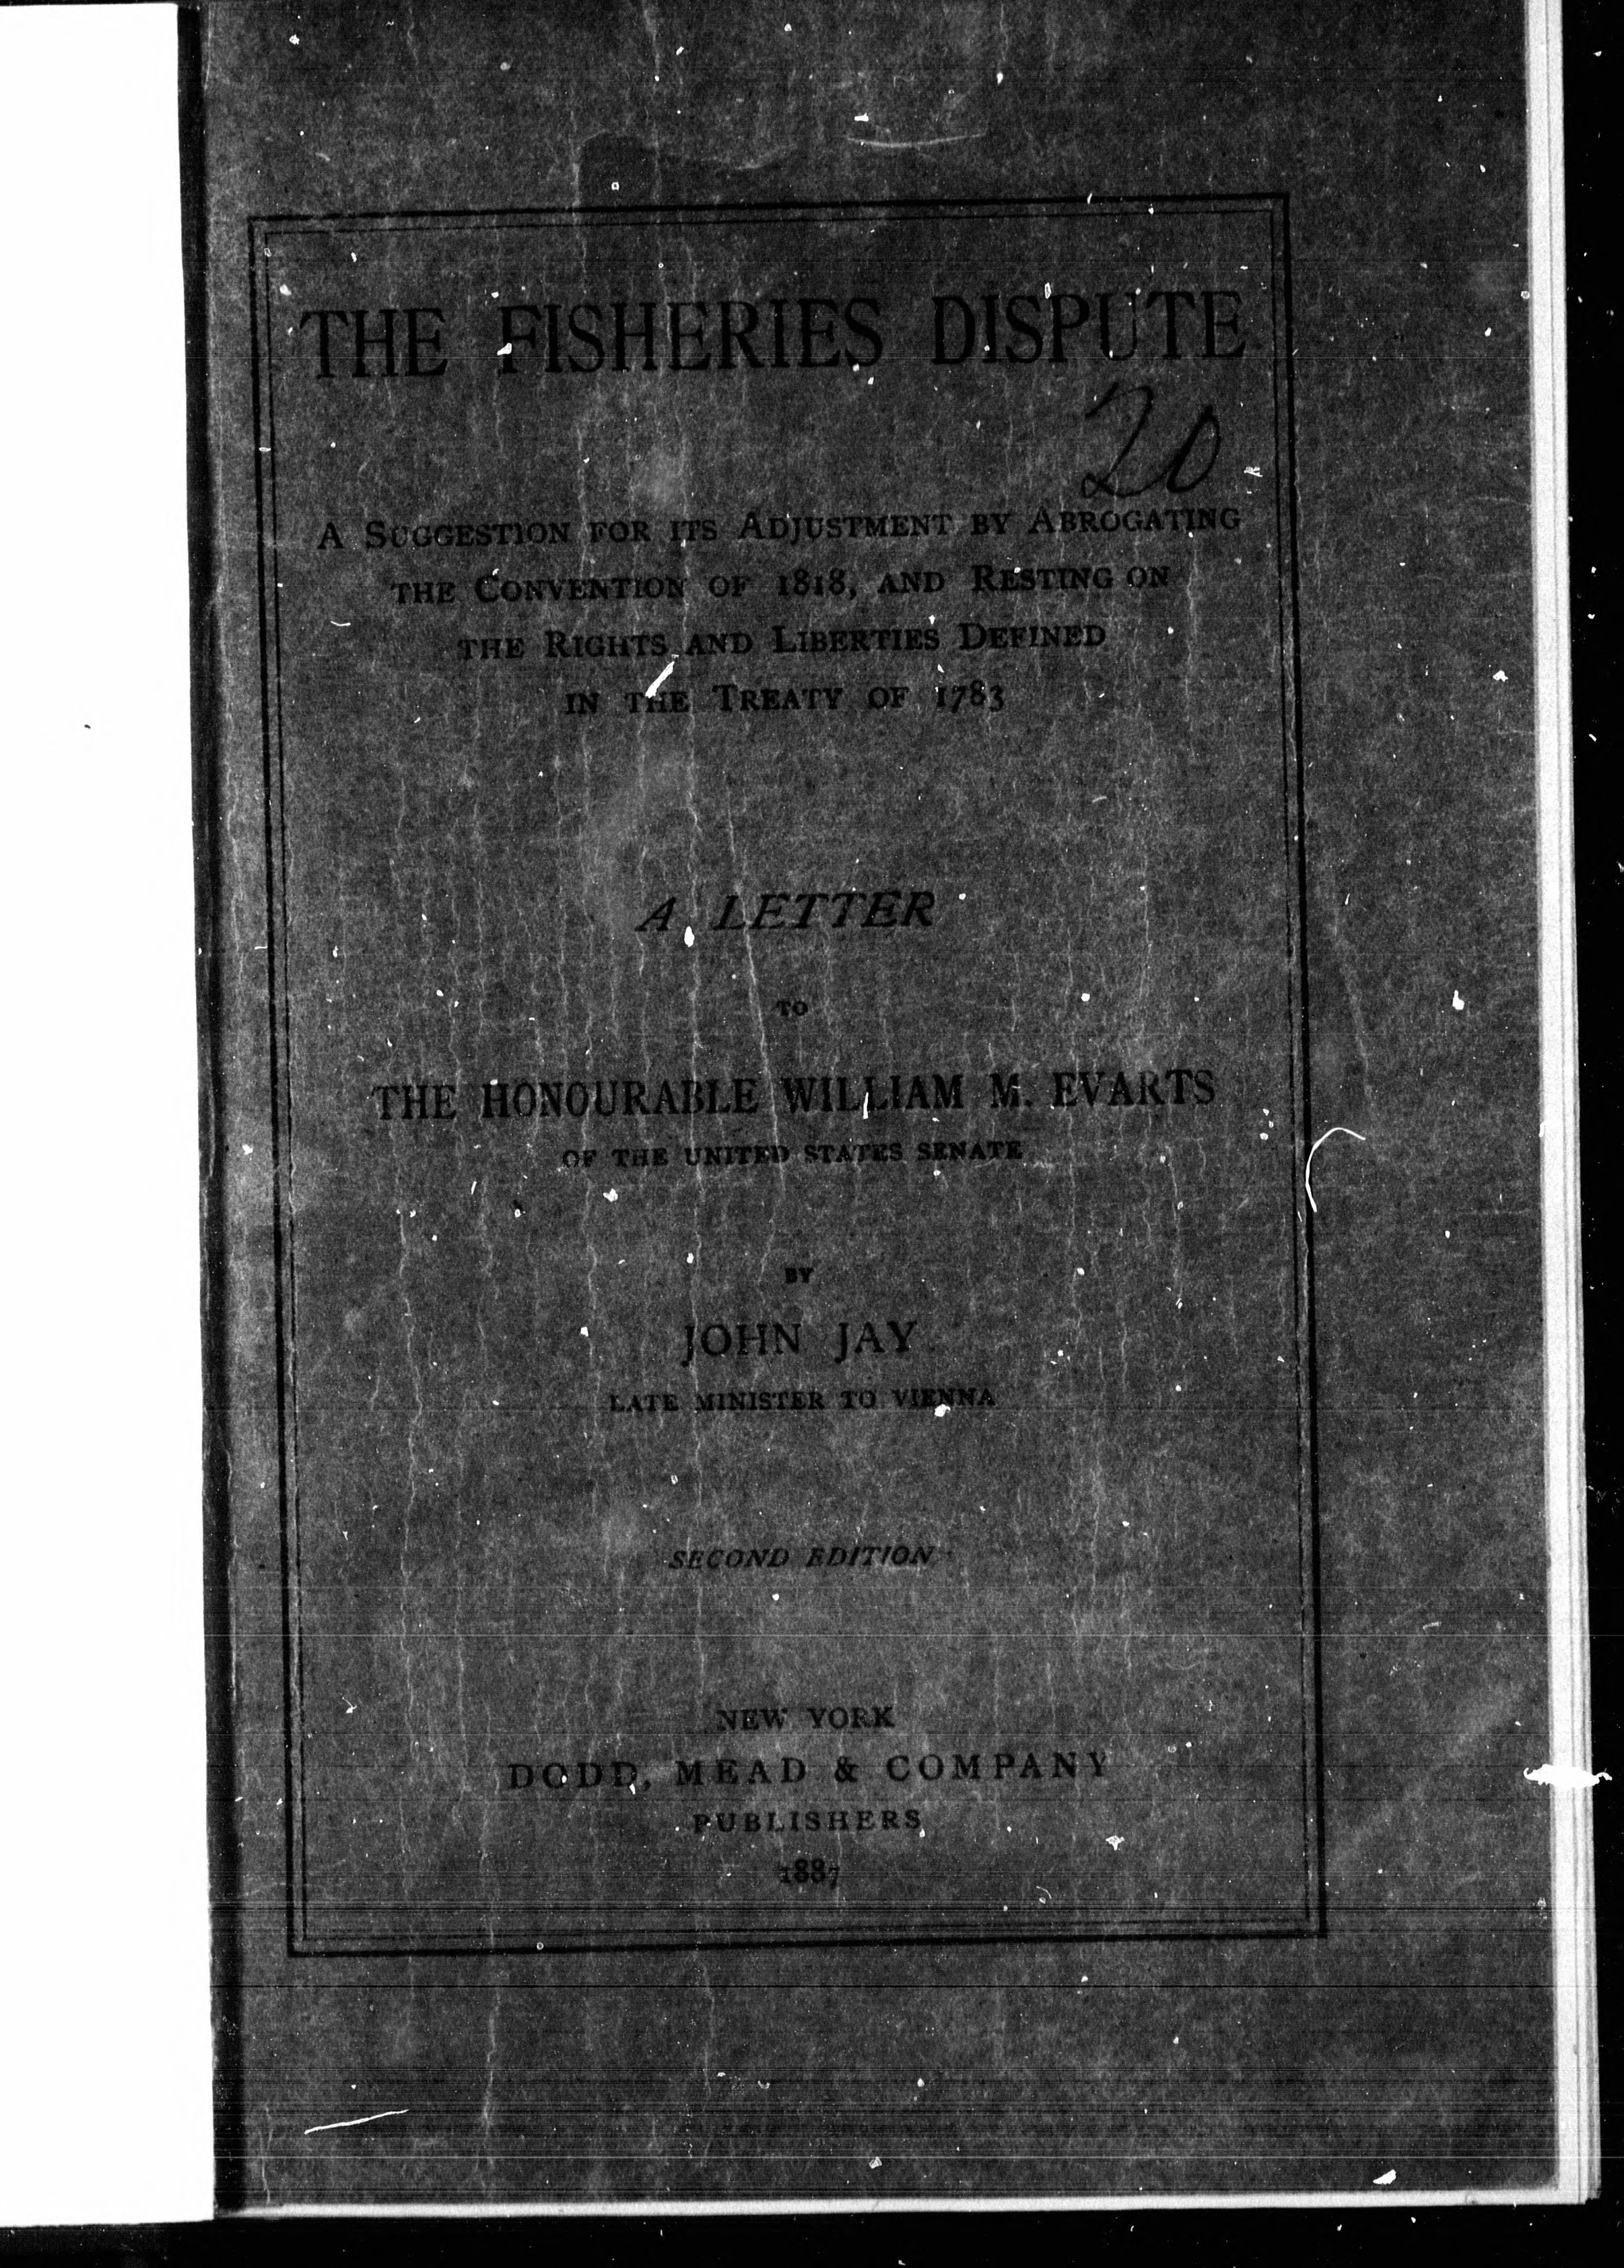 THE FISHERIES DISPUTE
20
A SUGGESTION FOR ITS ADJUSTMENT BY ABROGATING
THE CONVENTION OF 1818, AND RESTING ON
THE RIGHTS AND LIBERTIES DEFINED
IN THE TREATY OF 1783
A LETTER
TO
THE HONOURABLE WILLIAM M. EVARTS
OF THE UNITED STATES SENATE
BY
JOHN JAY
LATE MINISTER TO VIENNA
SECOND EDITION
NEW YORK
DODD, MEAD & COMPANY
PUBLISHERS
1887